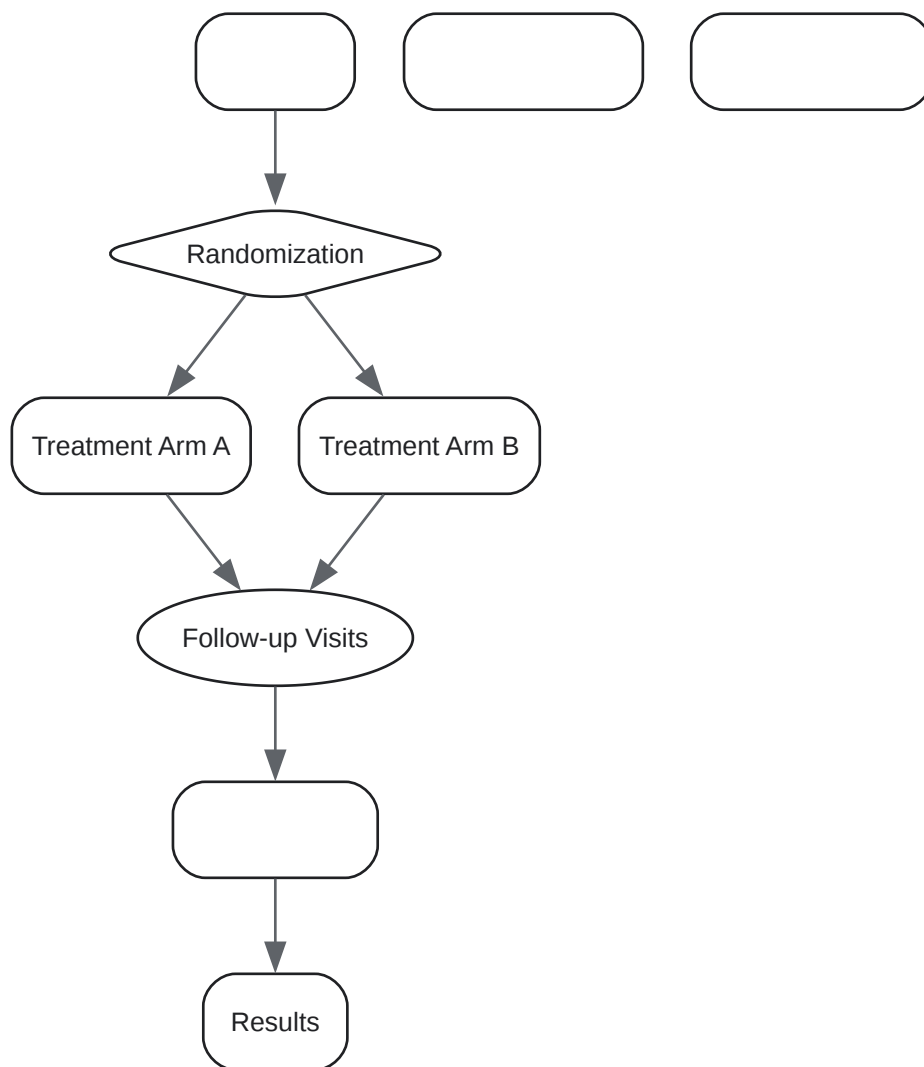 Randomization
Treatment Arm A
Treatment Arm B
Follow-up Visits
Results